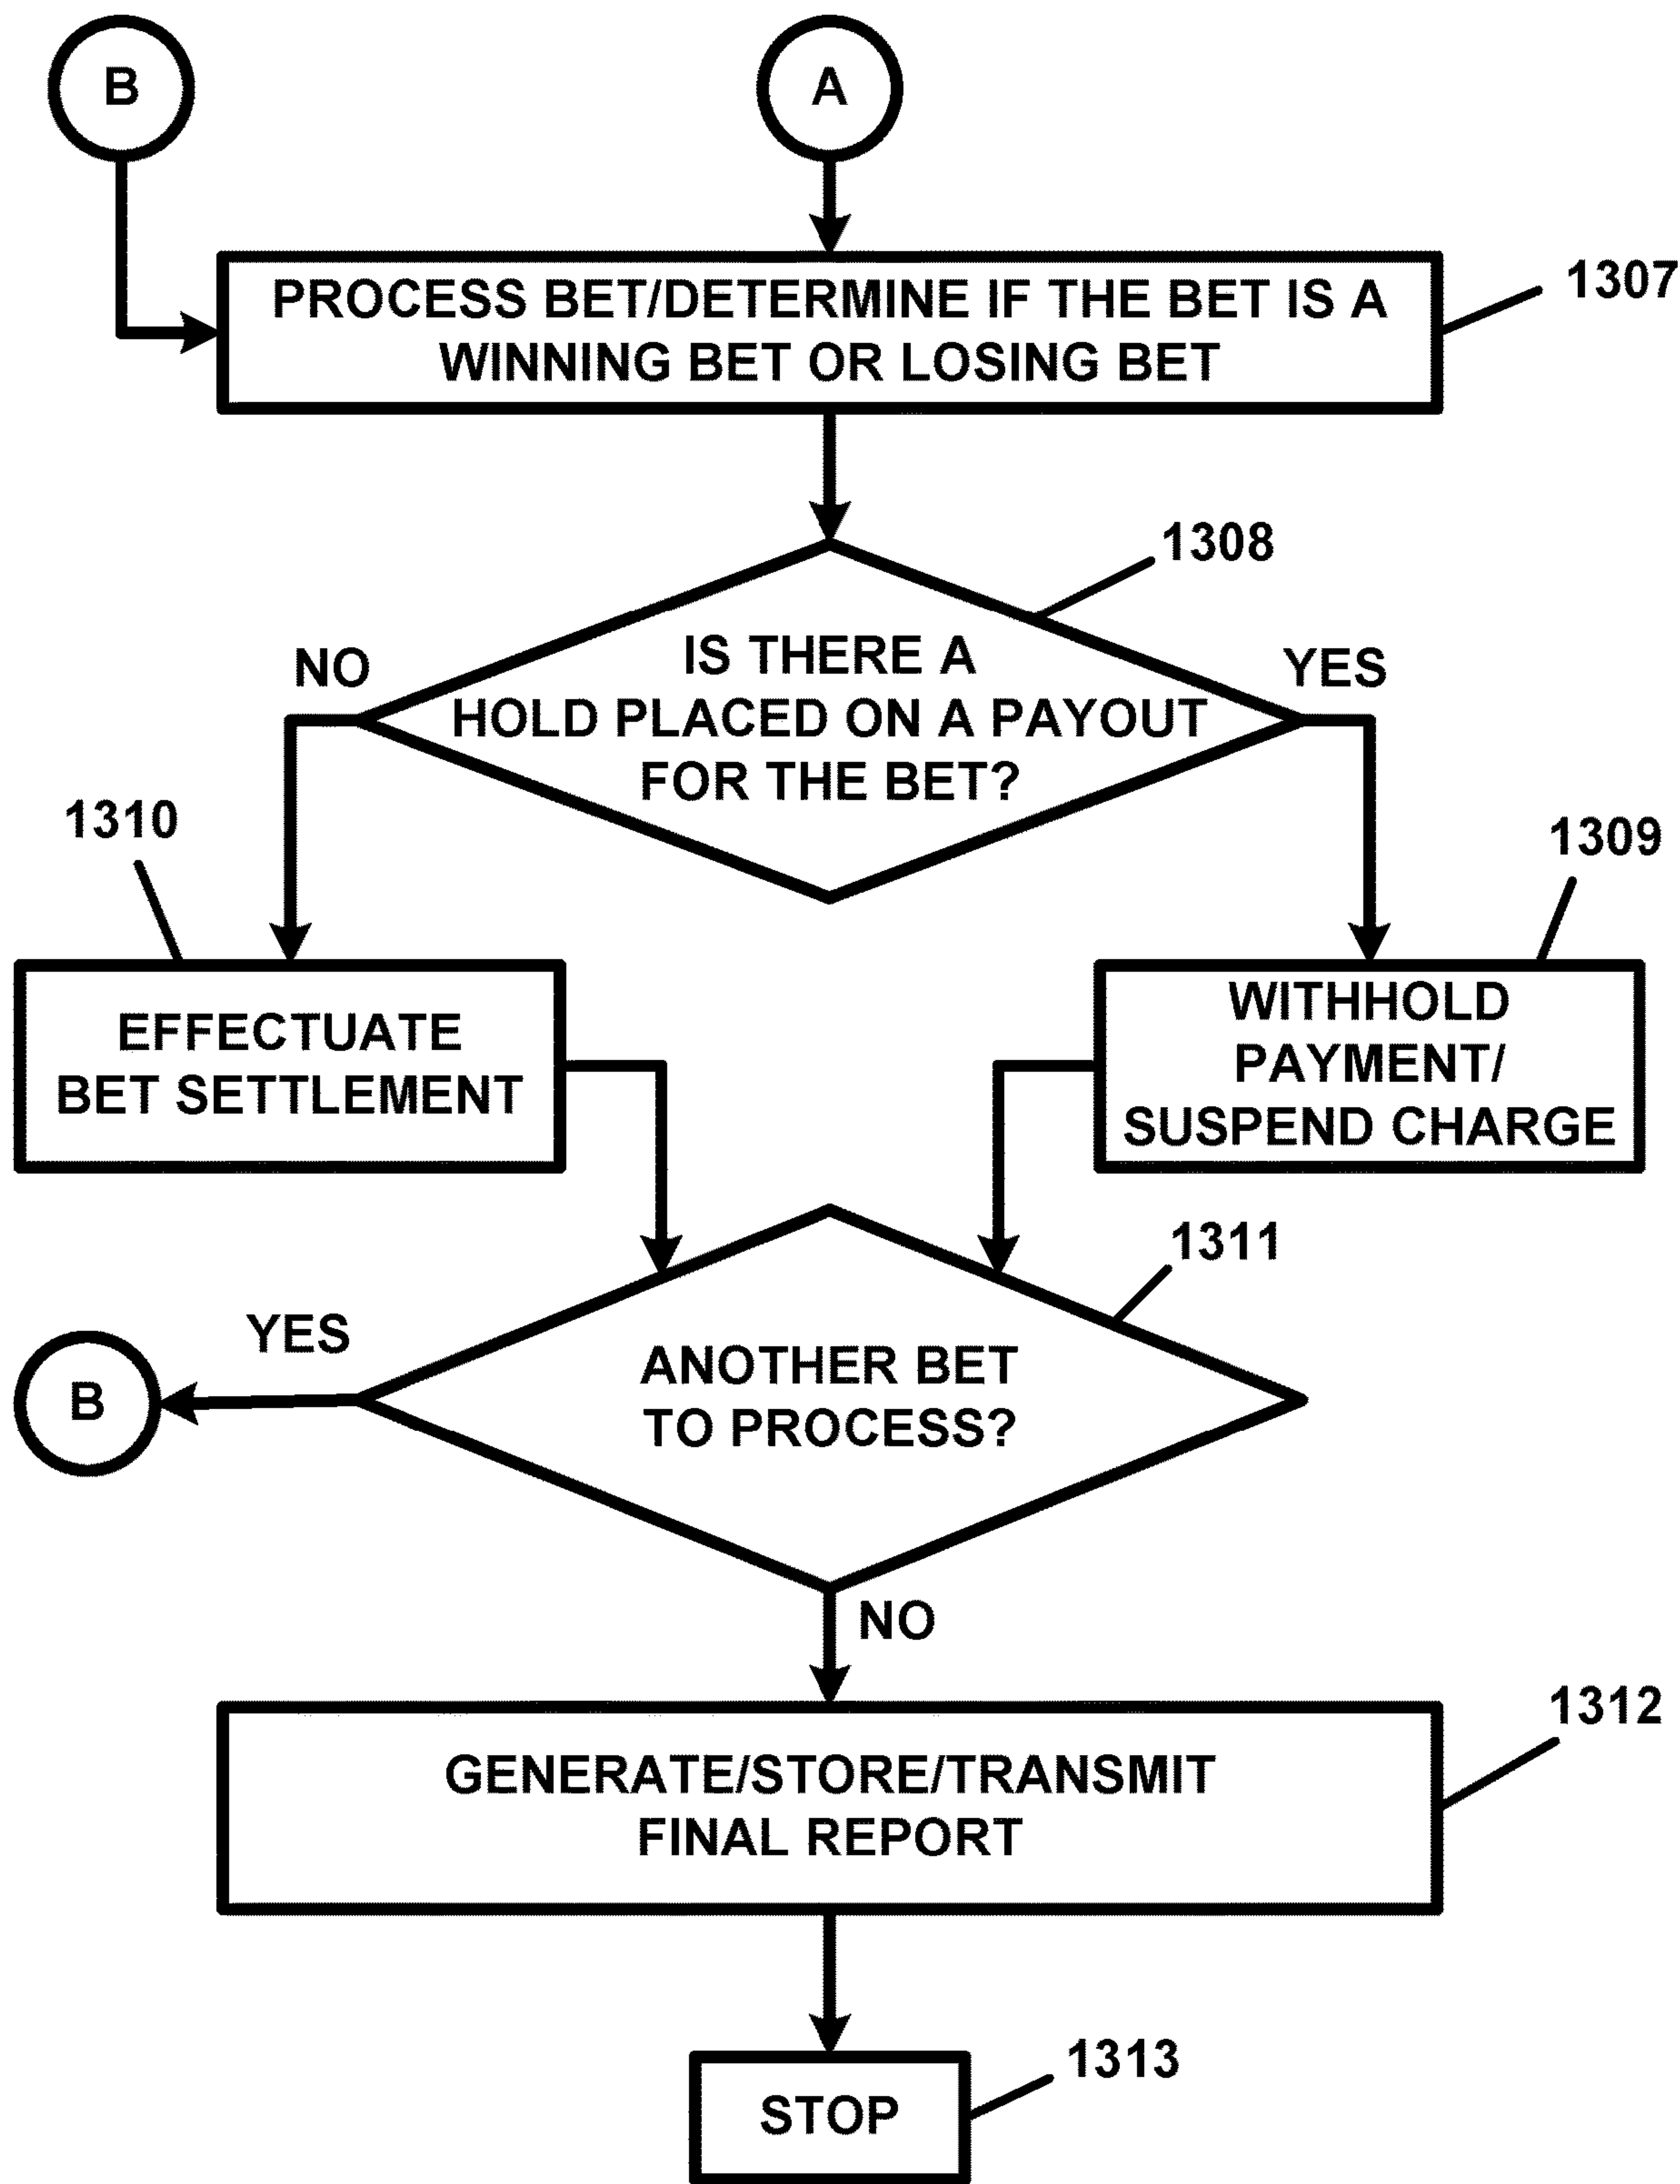 B
A
PROCESS BET/DETERMINE IF THE BET IS A
WINNING BET OR LOSING BET
1307
1308
IS THERE A
HOLD PLACED ON A PAYOUT
FOR THE BET?
NO
YES
1310
1309
EFFECTUATE
BET SETTLEMENT
WITHHOLD
PAYMENT/
SUSPEND CHARGE
1311
YES
B
ANOTHER BET
TO PROCESS?
NO
1312
GENERATE/STORE/TRANSMIT
FINAL REPORT
1313
STOP